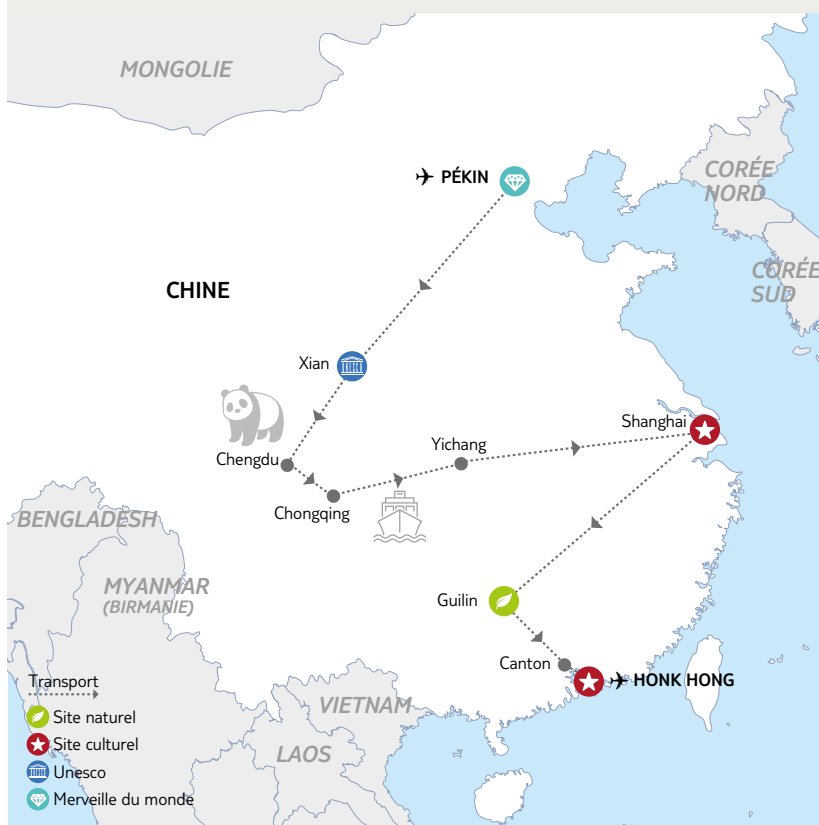 MONGOLIE
CORÉE
NORD
PÉKIN
CORÉE
SUD
CHINE
Xian
Shanghai
Yichang
Chengdu
Chongqing
BENGLADESH
MYANMAR
(BIRMANIE)
Guilin
Canton
HONK HONG
VIETNAM
LAOS
Transport
Site naturel
Site culturel
Unesco
Merveille du monde